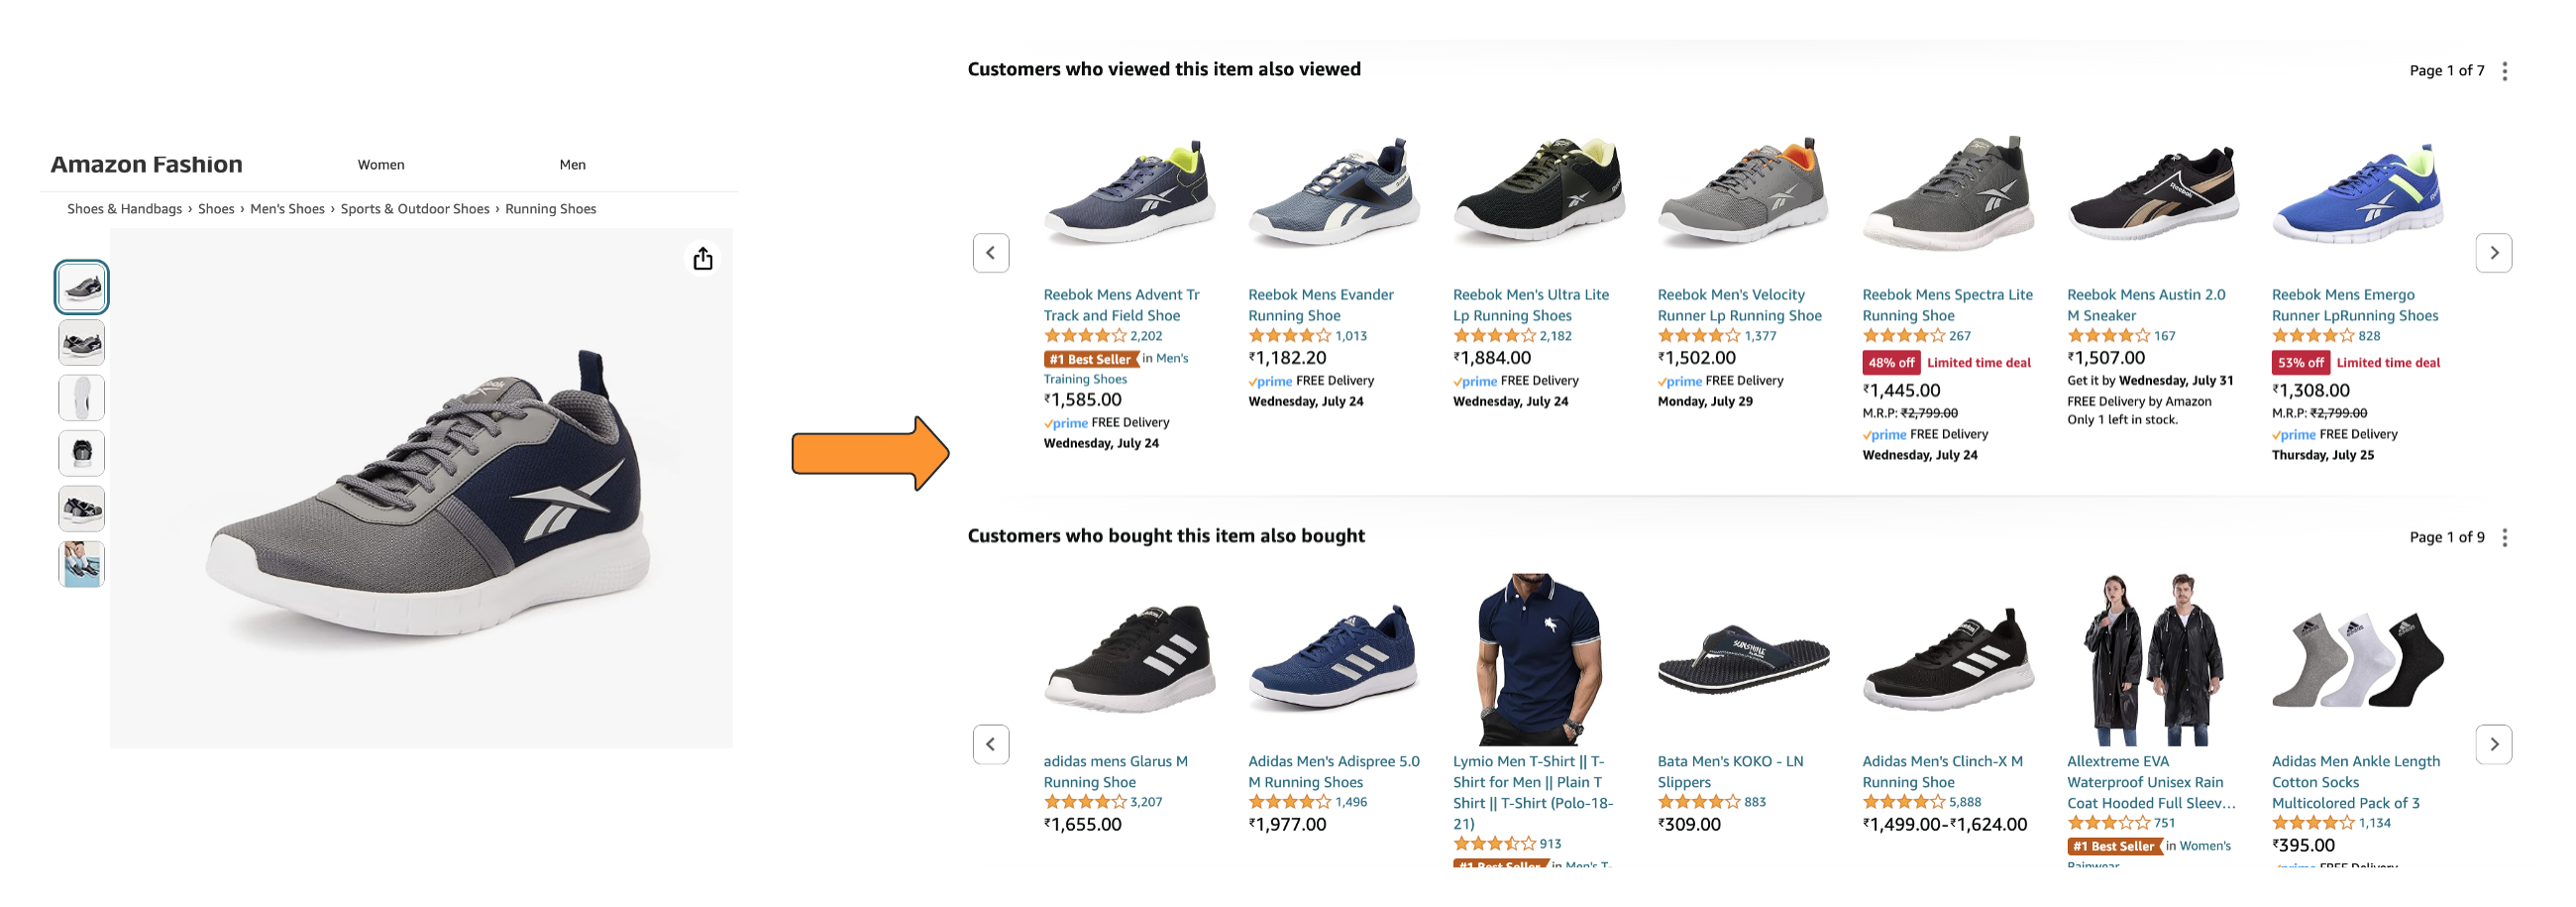 Amazon Fashion
Women
Men
Shoes & Handbags › Shoes › Men's Shoes › Sports & Outdoor Shoes › Running Shoes
Customers who viewed this item also viewed
Page 1 of 7
Reebok Mens Advent Tr
Track and Field Shoe
2,202
#1 Best Seller in Men's
Training Shoes
₹1,585.00
prime FREE Delivery
Wednesday, July 24
Reebok Mens Evander
Running Shoe
1,013
₹1,182.20
prime FREE Delivery
Wednesday, July 24
Reebok Men's Ultra Lite
Lp Running Shoes
2,182
₹1,884.00
prime FREE Delivery
Wednesday, July 24
Reebok Men's Velocity
Runner Lp Running Shoe
1,377
₹1,502.00
prime FREE Delivery
Monday, July 29
Reebok Mens Spectra Lite
Running Shoe
267
48% off Limited time deal
₹1,445.00
M.R.P: ₹2,799.00
prime FREE Delivery
Wednesday, July 24
Reebok Mens Austin 2.0
M Sneaker
167
₹1,507.00
Get it by Wednesday, July 31
FREE Delivery by Amazon
Only 1 left in stock.
Reebok Mens Emergo
Runner LpRunning Shoes
828
53% off Limited time deal
₹1,308.00
M.R.P: ₹2,799.00
prime FREE Delivery
Thursday, July 25
Customers who bought this item also bought
Page 1 of 9
adidas mens Glarus M
Running Shoe
3,207
₹1,655.00
Adidas Men's Adispree 5.0
M Running Shoes
1,496
₹1,977.00
Lymio Men T-Shirt || T-
Shirt for Men || Plain T
Shirt || T-Shirt (Polo-18-
21)
913
#1 Best Seller in Men's T-
Bata Men's KOKO - LN
Slippers
883
₹309.00
Adidas Men's Clinch-X M
Running Shoe
5,888
₹1,499.00-₹1,624.00
Allextreme EVA
Waterproof Unisex Rain
Coat Hooded Full Sleev...
751
#1 Best Seller in Women's
Rainwear
Adidas Men Ankle Length
Cotton Socks
Multicolored Pack of 3
1,134
₹395.00
prime FREE Delivery